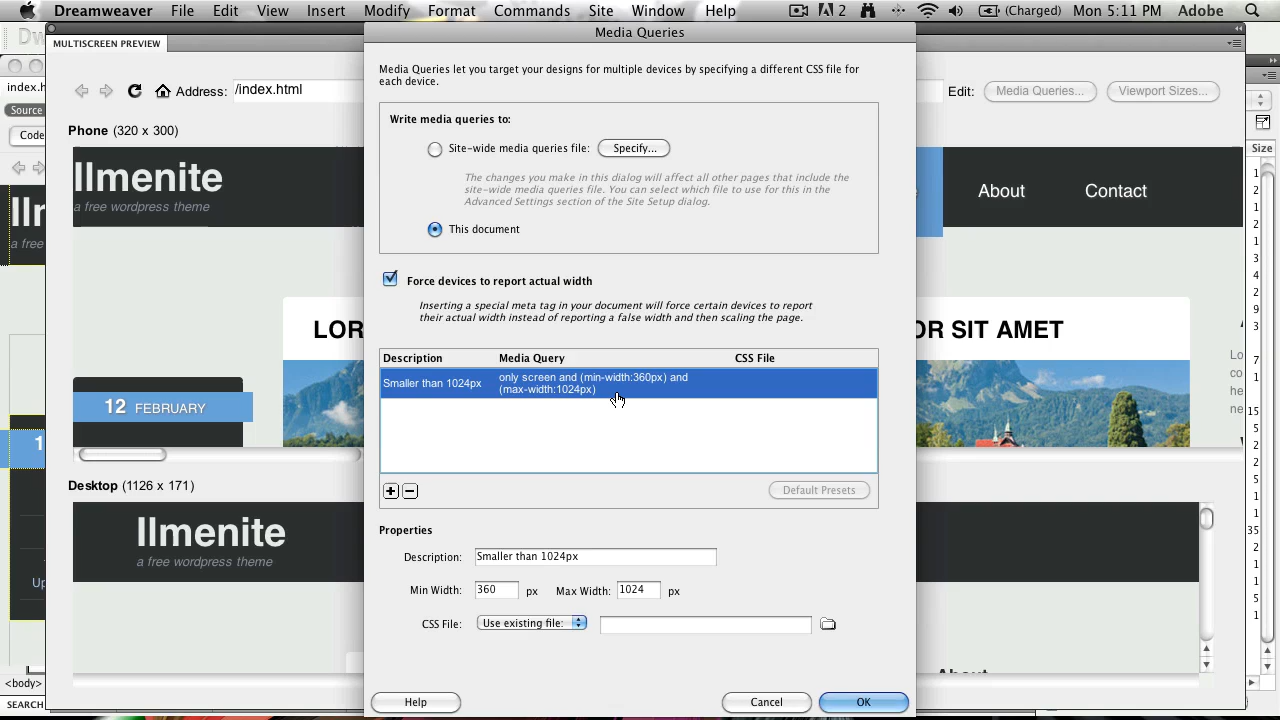 Dreamweaver File Edit View Insert Modify Format Commands Site Window Help 2 (Charged) Mon 5:11 PM Adobe
Media Queries
MULTISCREEN PREVIEW
Address: /index.html
Edit: Media Queries... Viewport Sizes...
Phone (320 x 300)
Ilmenite
a free wordpress theme
About Contact
12 FEBRUARY
OR SIT AMET
Desktop (1126 x 171)
Ilmenite
a free wordpress theme
About
Media Queries let you target your designs for multiple devices by specifying a different CSS file for
each device.
Write media queries to:
Site-wide media queries file: Specify...
The changes you make in this dialog will affect all other pages that include the
site-wide media queries file. You can select which file to use for this in the
Advanced Settings section of the Site Setup dialog.
This document
Force devices to report actual width
Inserting a special meta tag in your document will force certain devices to report
their actual width instead of reporting a false width and then scaling the page.
Description Media Query CSS File
Smaller than 1024px only screen and (min-width:360px) and
(max-width:1024px)
Default Presets
Properties
Description: Smaller than 1024px
Min Width: 360 px Max Width: 1024 px
CSS File: Use existing file:
Help Cancel OK
Source
Code
Size
<body>
SEARCH